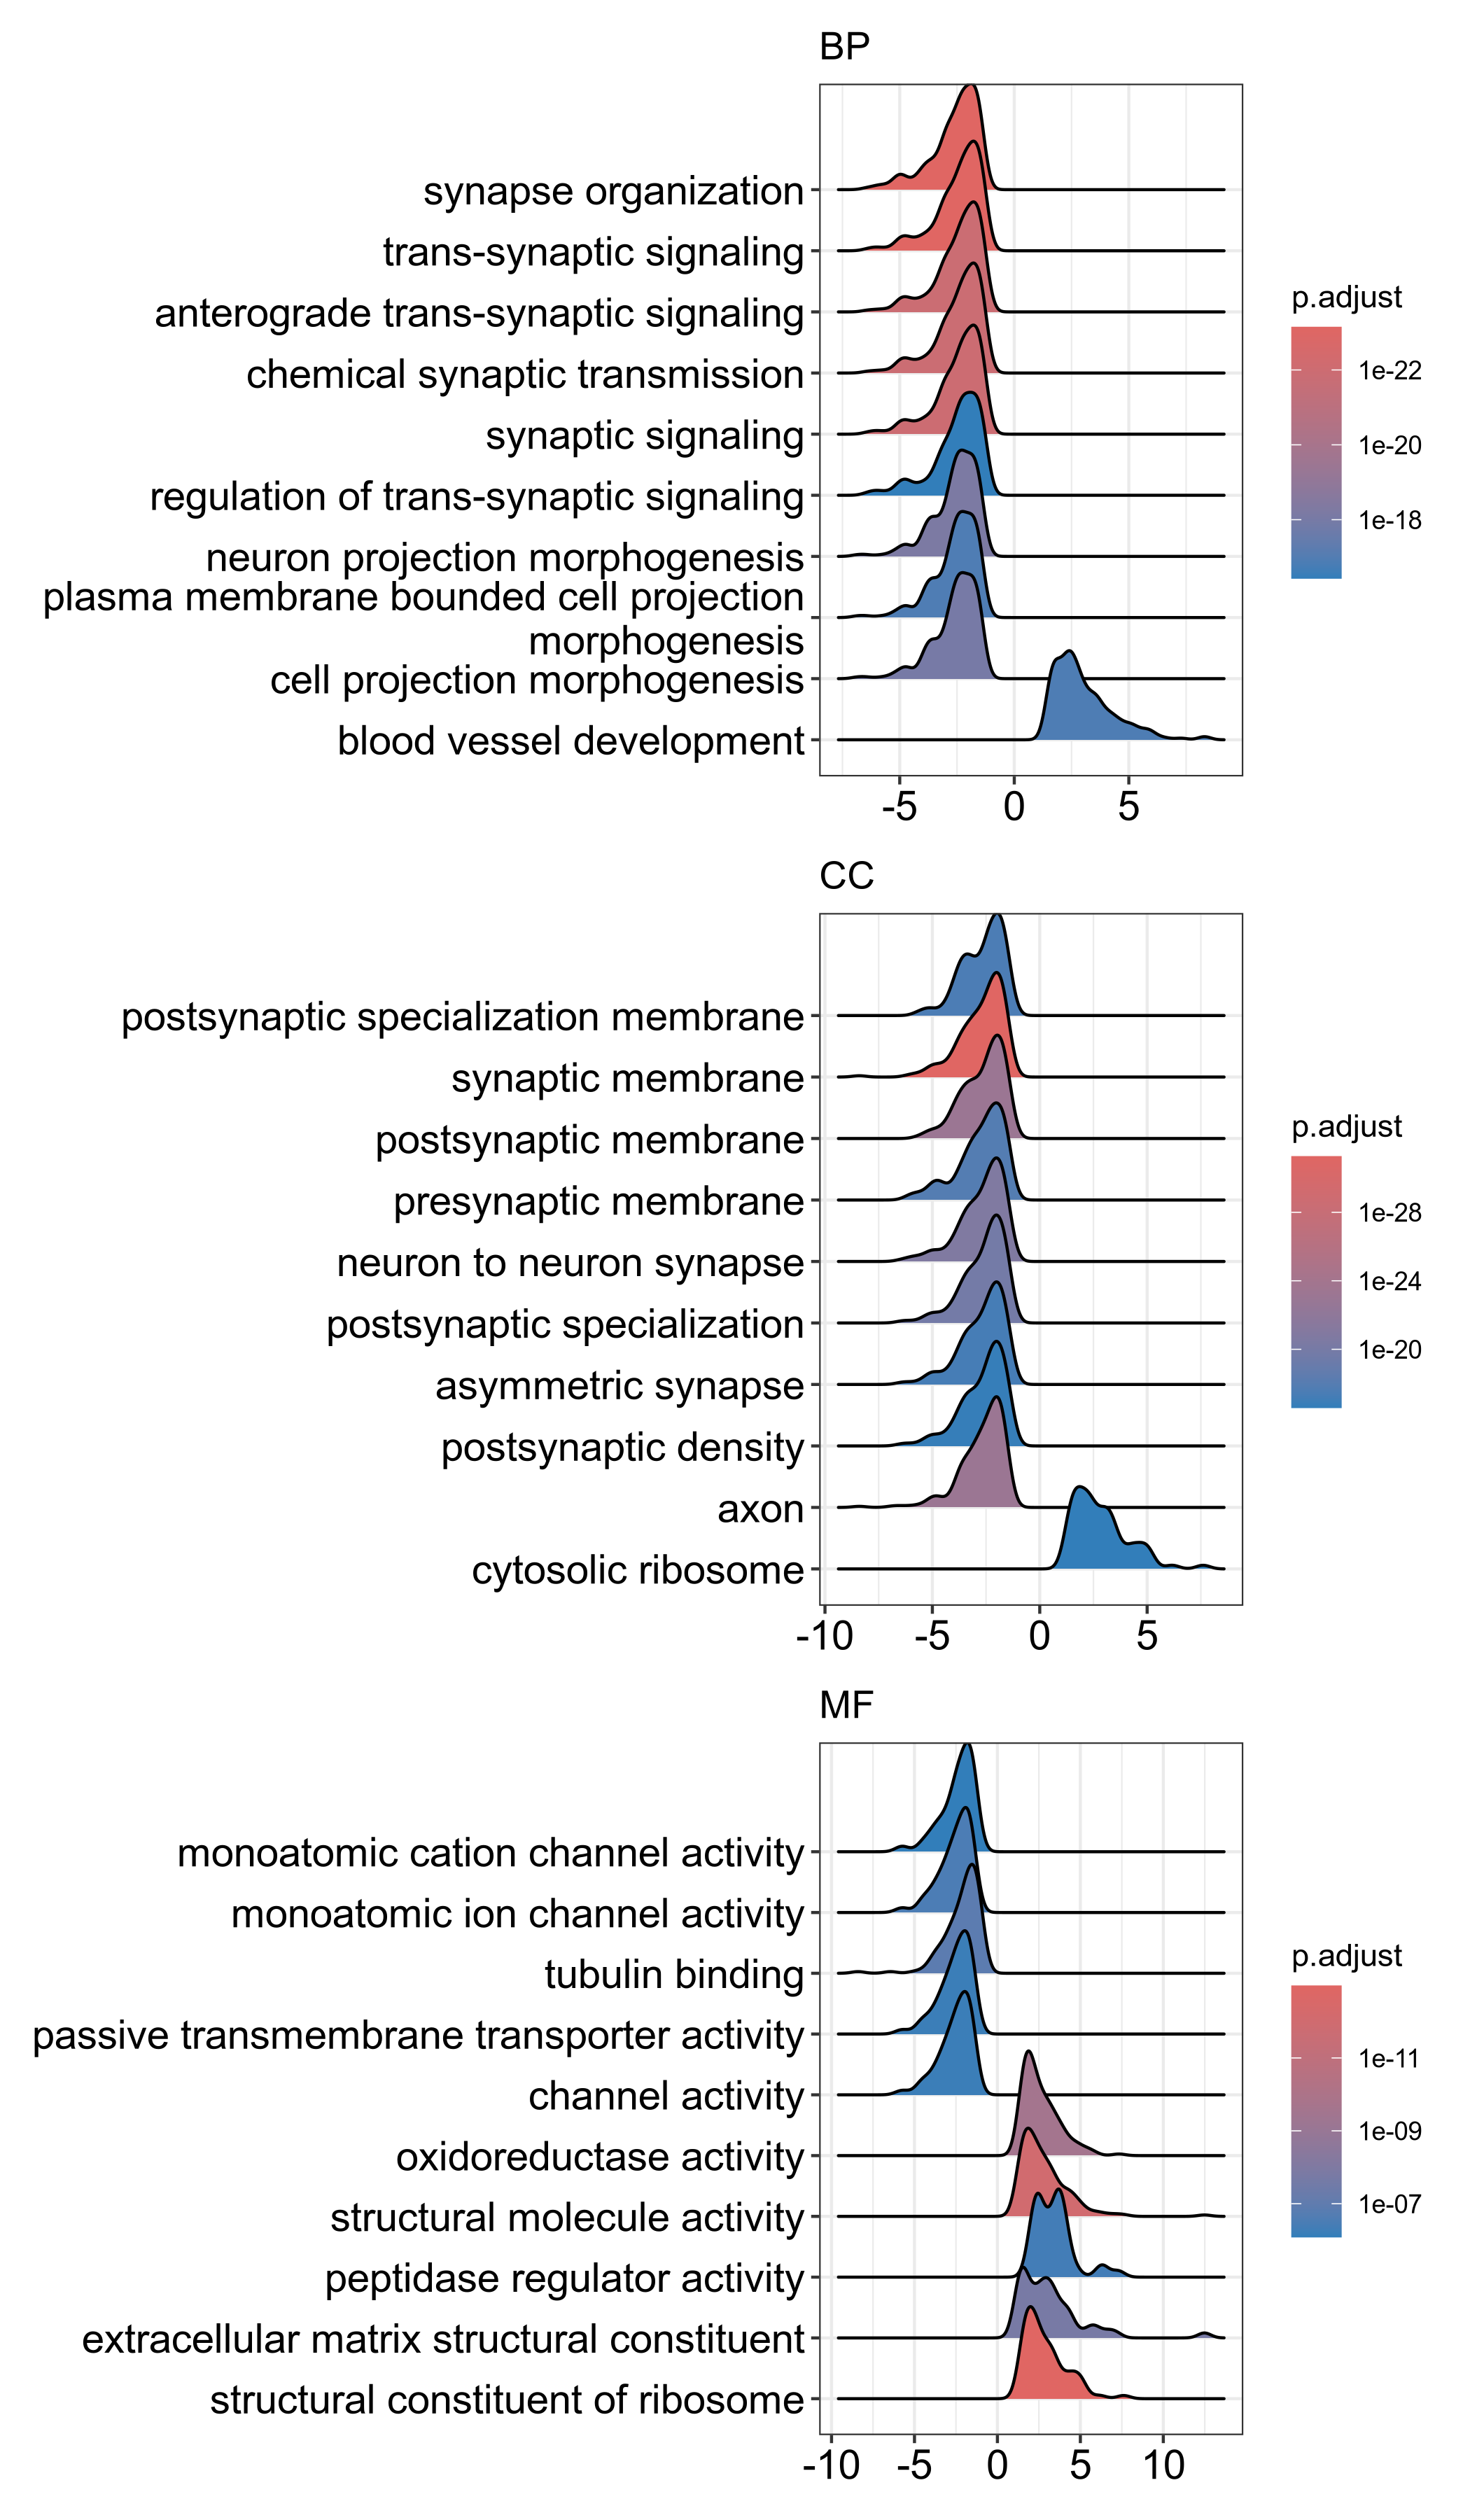 BP
synapse organization
trans-synaptic signaling
anterograde trans-synaptic signaling
chemical synaptic transmission
synaptic signaling
regulation of trans-synaptic signaling
neuron projection morphogenesis
plasma membrane bounded cell projection
morphogenesis
cell projection morphogenesis
blood vessel development
-5 0 5
p.adjust
1e-22
1e-20
1e-18
CC
postsynaptic specialization membrane
synaptic membrane
postsynaptic membrane
presynaptic membrane
neuron to neuron synapse
postsynaptic specialization
asymmetric synapse
postsynaptic density
axon
cytosolic ribosome
-10 -5 0 5
p.adjust
1e-28
1e-24
1e-20
MF
monoatomic cation channel activity
monoatomic ion channel activity
tubulin binding
passive transmembrane transporter activity
channel activity
oxidoreductase activity
structural molecule activity
peptidase regulator activity
extracellular matrix structural constituent
structural constituent of ribosome
-10 -5 0 5 10
p.adjust
1e-11
1e-09
1e-07